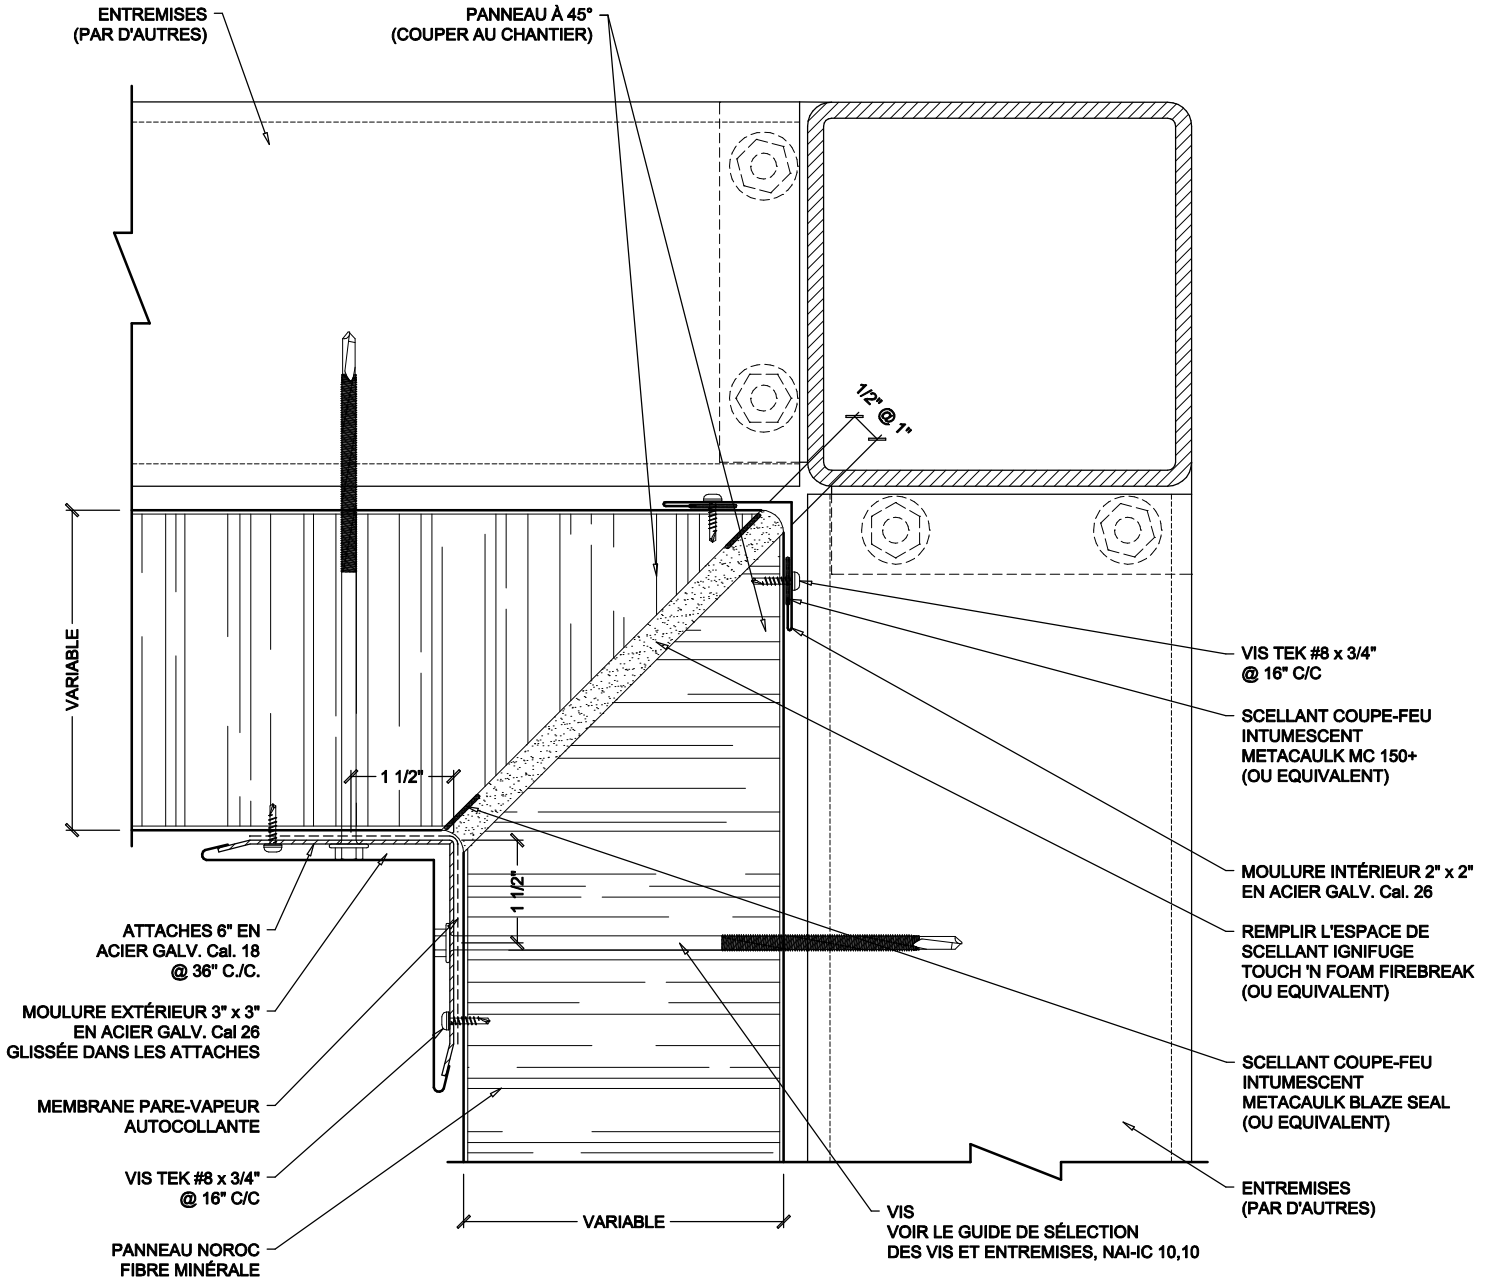 ENTREMISES
(PAR D'AUTRES)
PANNEAU À 45°
(COUPER AU CHANTIER)
1/2" @ 1"
VARIABLE
1 1/2"
1 1/2"
VIS TEK #8 x 3/4"
@ 16" C/C
SCELLANT COUPE-FEU
INTUMESCENT
METACAULK MC 150+
(OU EQUIVALENT)
MOULURE INTÉRIEUR 2" x 2"
EN ACIER GALV. Cal. 26
REMPLIR L'ESPACE DE
SCELLANT IGNIFUGE
TOUCH 'N FOAM FIREBREAK
(OU EQUIVALENT)
SCELLANT COUPE-FEU
INTUMESCENT
METACAULK BLAZE SEAL
(OU EQUIVALENT)
ENTREMISES
(PAR D'AUTRES)
ATTACHES 6" EN
ACIER GALV. Cal. 18
@ 36" C./C.
MOULURE EXTÉRIEUR 3" x 3"
EN ACIER GALV. Cal 26
GLISSÉE DANS LES ATTACHES
MEMBRANE PARE-VAPEUR
AUTOCOLLANTE
VIS TEK #8 x 3/4"
@ 16" C/C
PANNEAU NOROC
FIBRE MINÉRALE
VARIABLE
VIS
VOIR LE GUIDE DE SÉLECTION
DES VIS ET ENTREMISES, NAI-IC 10,10